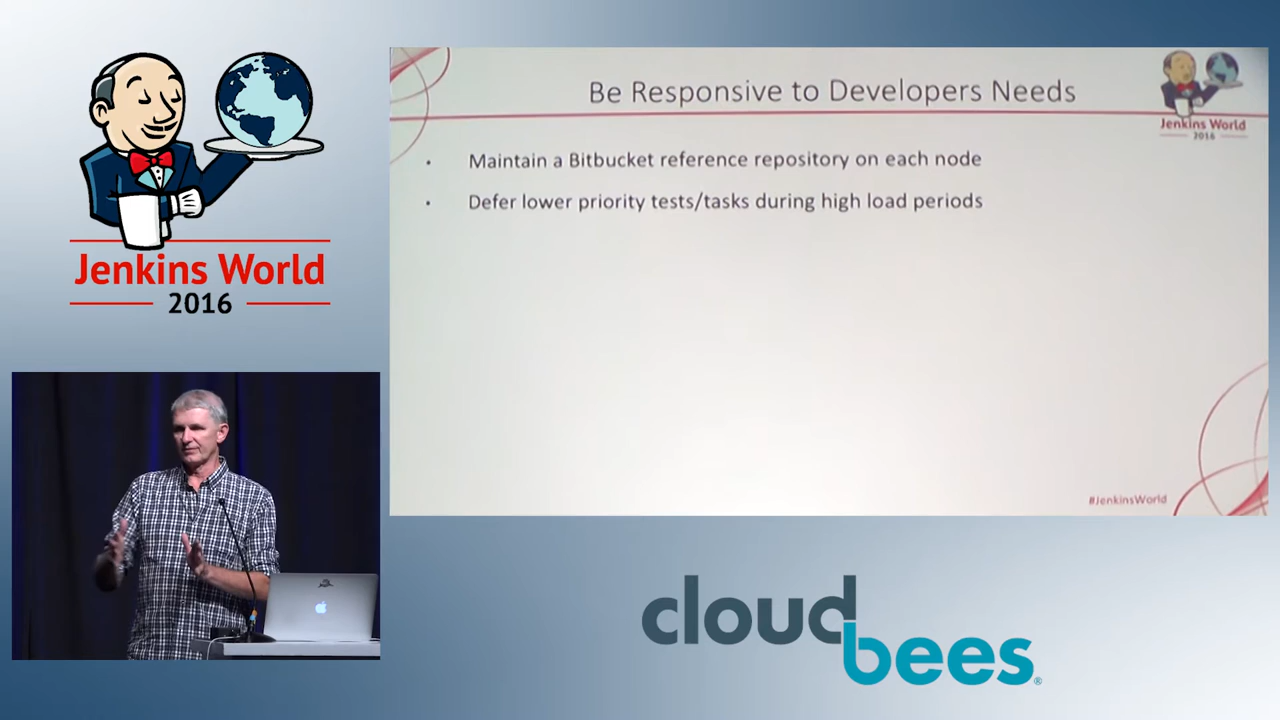 Jenkins World
2016
Be Responsive to Developers Needs
Jenkins World
2016
• Maintain a Bitbucket reference repository on each node
• Defer lower priority tests/tasks during high load periods
#JenkinsWorld
cloudbees®